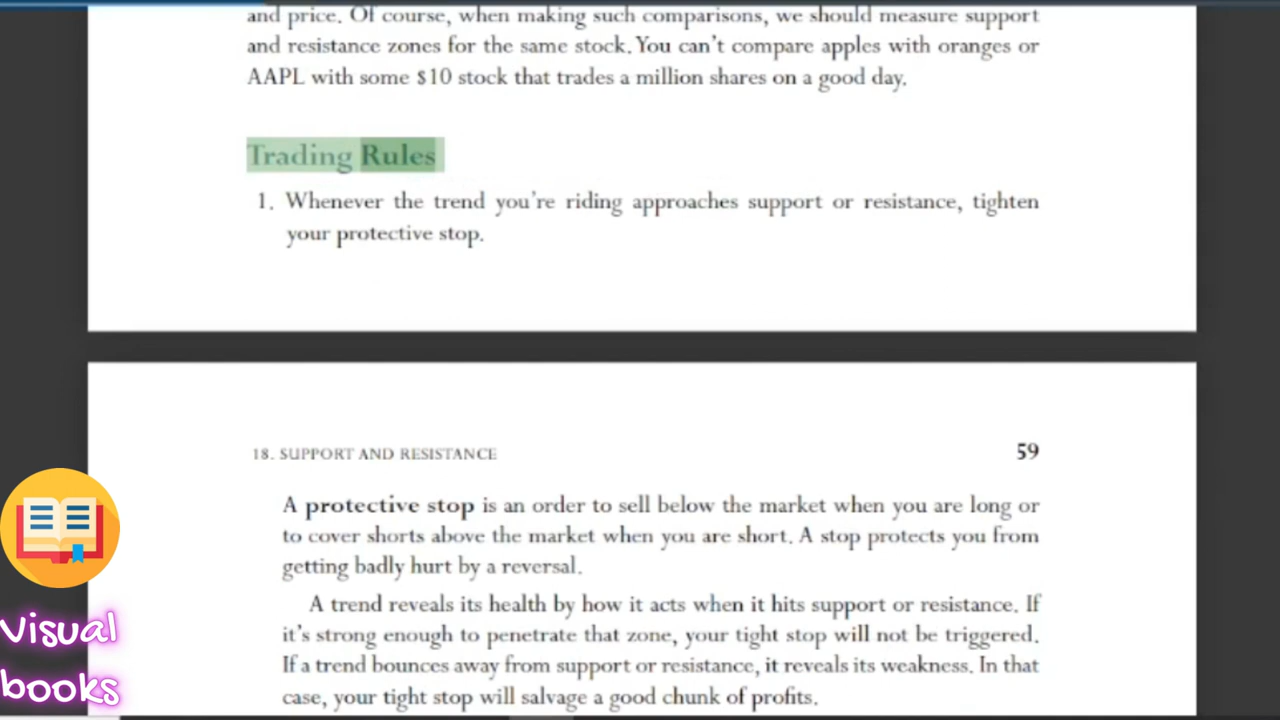 and price. Of course, when making such comparisons, we should measure support
and resistance zones for the same stock. You can't compare apples with oranges or
AAPL with some $10 stock that trades a million shares on a good day.
Trading Rules
1. Whenever the trend you're riding approaches support or resistance, tighten
your protective stop.
18. SUPPORT AND RESISTANCE 59
A protective stop is an order to sell below the market when you are long or
to cover shorts above the market when you are short. A stop protects you from
getting badly hurt by a reversal.
A trend reveals its health by how it acts when it hits support or resistance. If
it's strong enough to penetrate that zone, your tight stop will not be triggered.
If a trend bounces away from support or resistance, it reveals its weakness. In that
case, your tight stop will salvage a good chunk of profits.
Visual
books